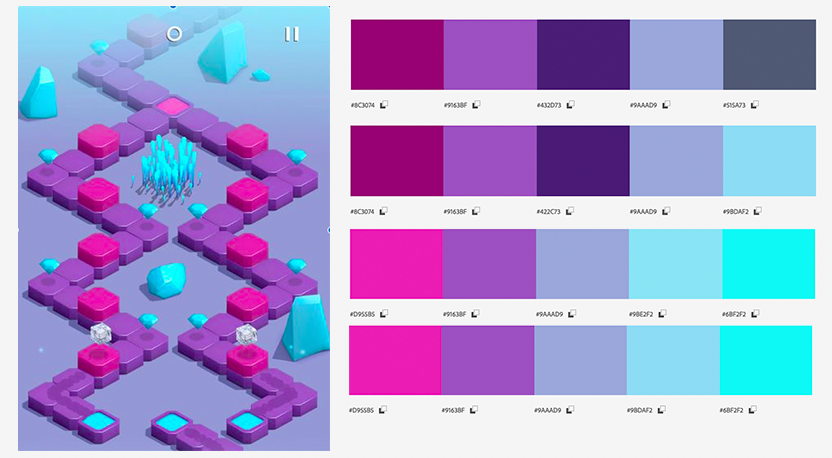 #8C3074 #9163BF #432D73 #9AAAD9 #515A73
#8C3074 #9163BF #422C73 #9AAAD9 #9BDAF2
#D955B5 #9163BF #9AAAD9 #9BE2F2 #6BF2F2
#D955B5 #9163BF #9AAAD9 #9BDAF2 #6BF2F2